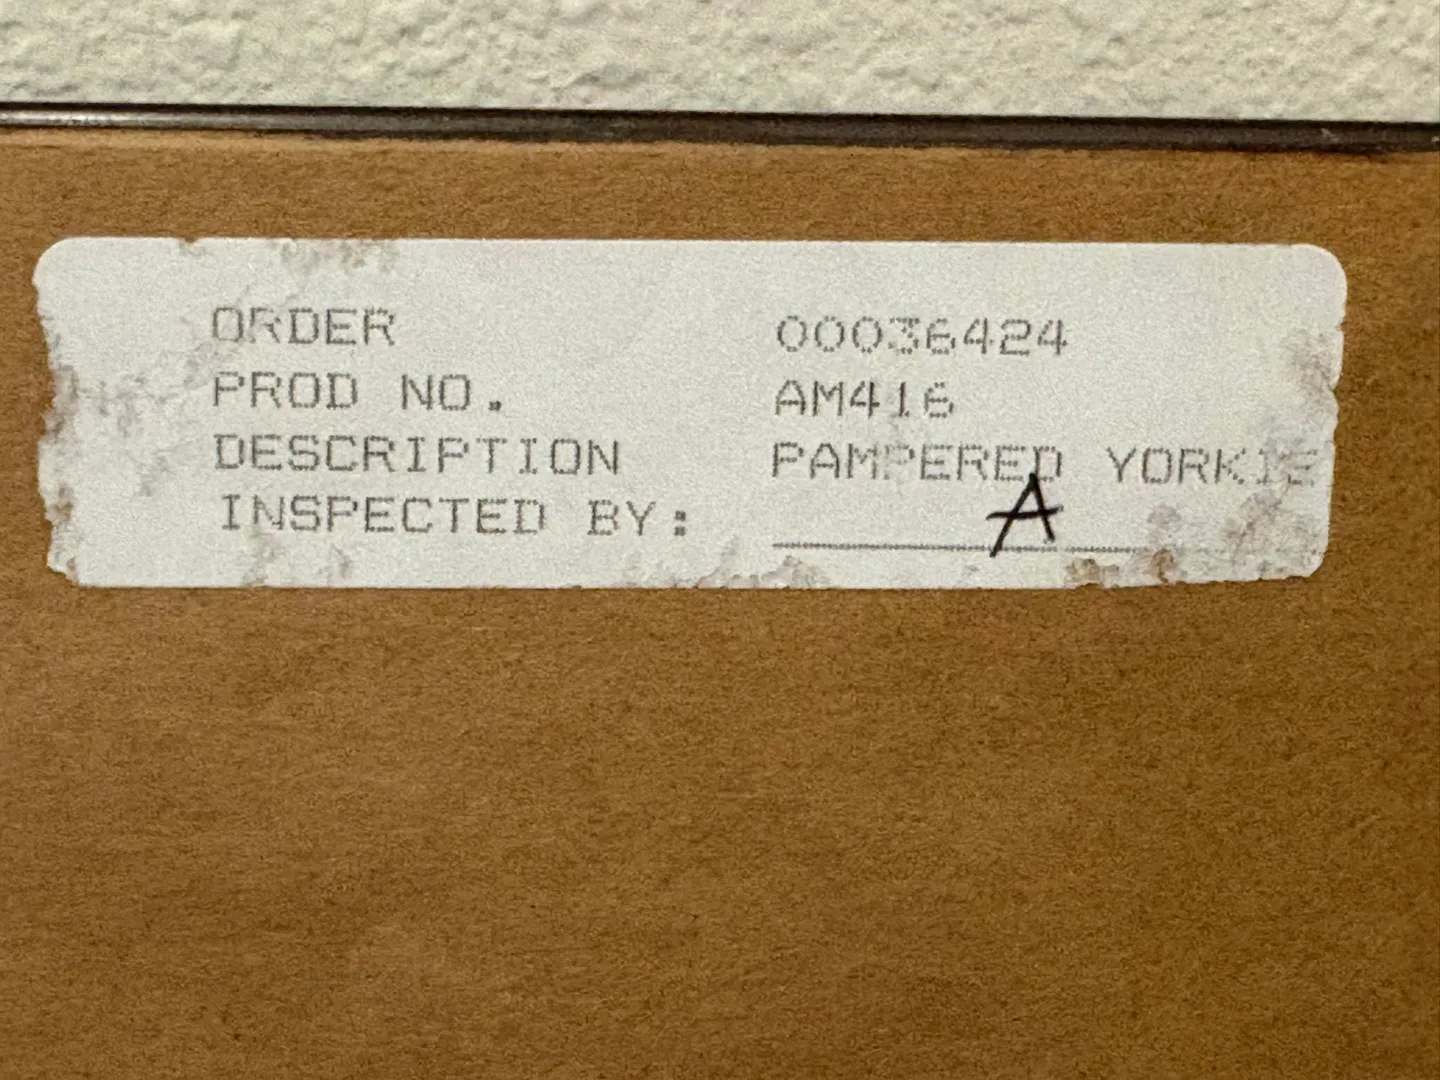 ORDER 00036424
PROD NO. AM416
DESCRIPTION PAMPERED YORKIE
INSPECTED BY: A